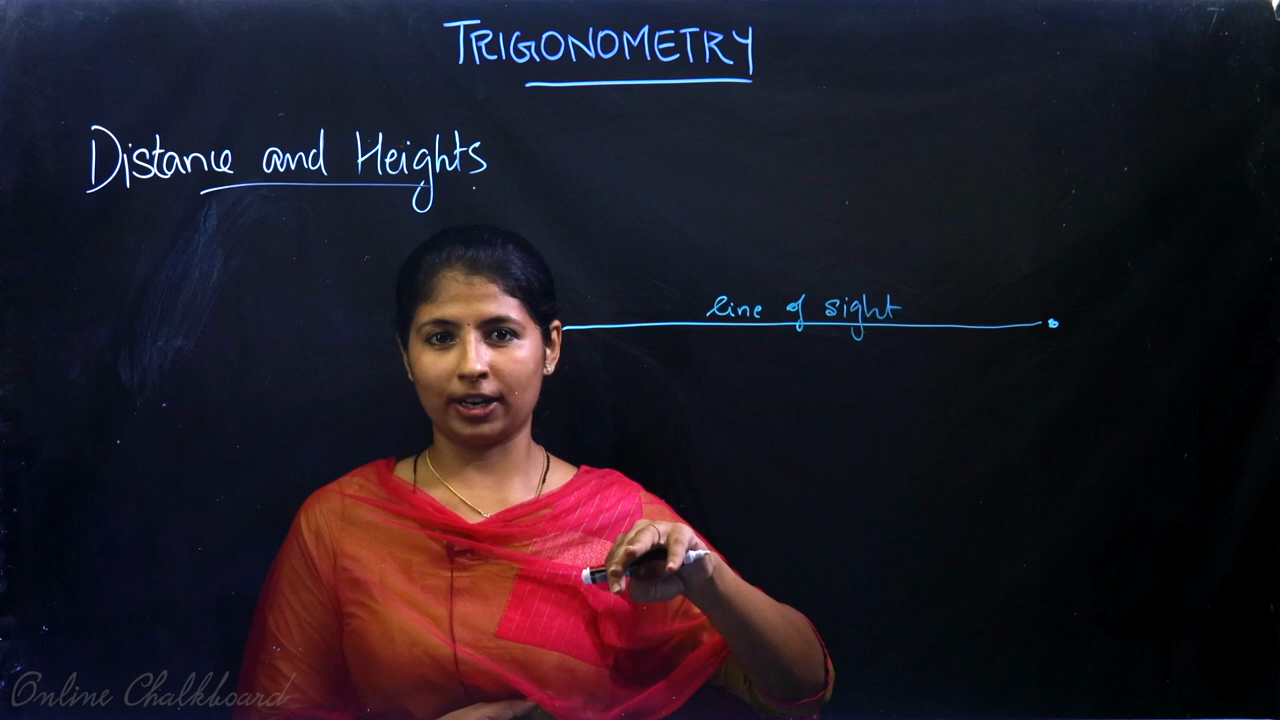 TRIGONOMETRY
Distance and Heights
line of sight
Online Chalkboard